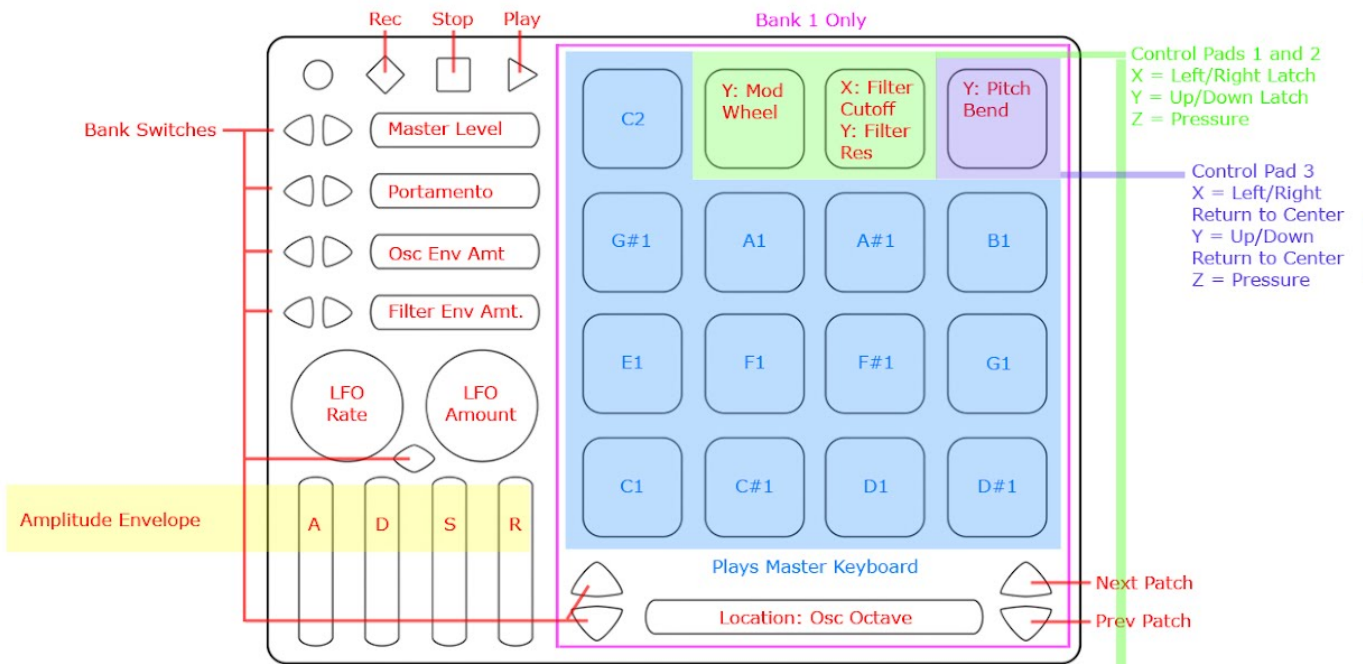 Rec Stop Play
Bank 1 Only
Control Pads 1 and 2
X = Left/Right Latch
Y = Up/Down Latch
Z = Pressure
Bank Switches
Master Level
Portamento
Osc Env Amt
Filter Env Amt.
LFO
Rate
LFO
Amount
Amplitude Envelope
A D S R
C2
Y: Mod
Wheel
X: Filter
Cutoff
Y: Filter
Res
Y: Pitch
Bend
Control Pad 3
X = Left/Right
Return to Center
Y = Up/Down
Return to Center
Z = Pressure
G#1 A1 A#1 B1
E1 F1 F#1 G1
C1 C#1 D1 D#1
Plays Master Keyboard
Location: Osc Octave
Next Patch
Prev Patch